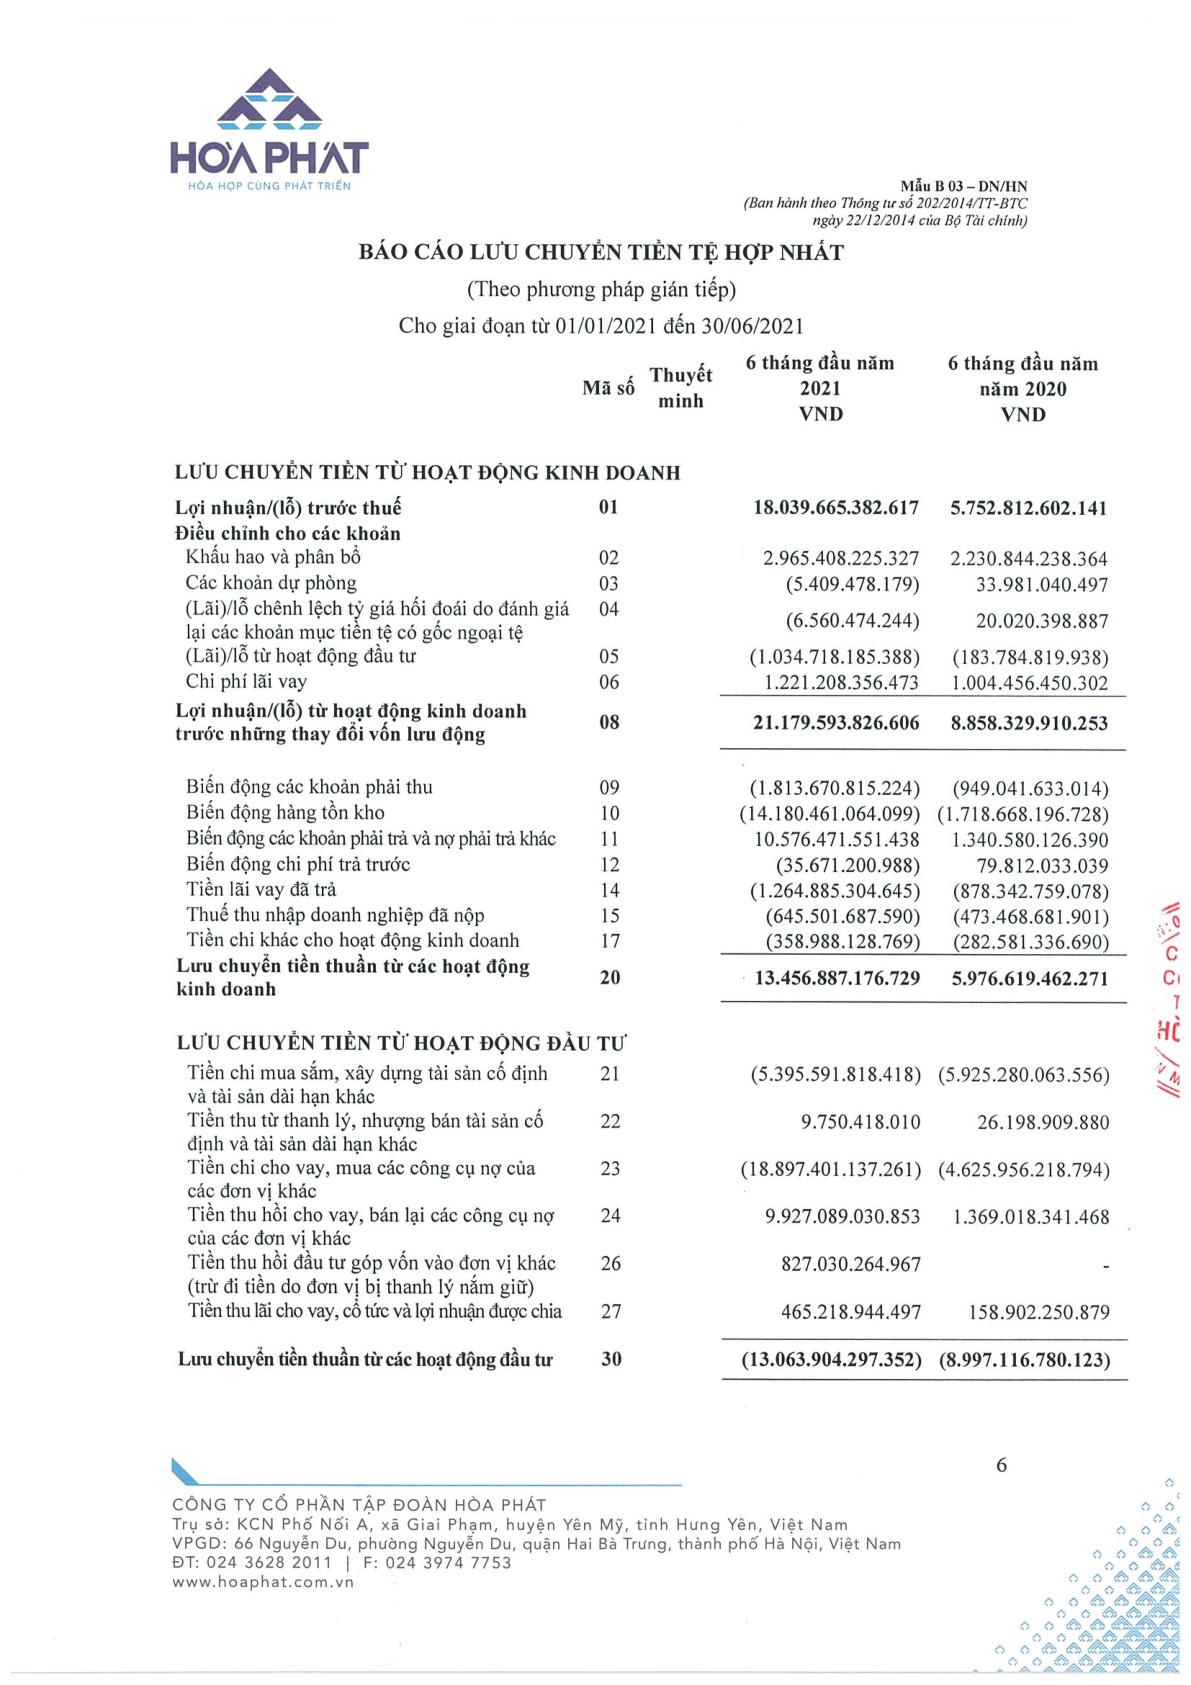 HÒA PHÁT
HÒA HỢP CÙNG PHÁT TRIỂN
Mẫu B 03 – DN/HN
(Ban hành theo Thông tư số 202/2014/TT-BTC
ngày 22/12/2014 của Bộ Tài chính)
BÁO CÁO LƯU CHUYỂN TIỀN TỆ HỢP NHẤT
(Theo phương pháp gián tiếp)
Cho giai đoạn từ 01/01/2021 đến 30/06/2021
Mã số Thuyết minh 6 tháng đầu năm 2021 VND 6 tháng đầu năm năm 2020 VND
LƯU CHUYỂN TIỀN TỪ HOẠT ĐỘNG KINH DOANH
Lợi nhuận/(lỗ) trước thuế 01 18.039.665.382.617 5.752.812.602.141
Điều chỉnh cho các khoản
Khấu hao và phân bổ 02 2.965.408.225.327 2.230.844.238.364
Các khoản dự phòng 03 (5.409.478.179) 33.981.040.497
(Lãi)/lỗ chênh lệch tỷ giá hối đoái do đánh giá 04
lại các khoản mục tiền tệ có gốc ngoại tệ (6.560.474.244) 20.020.398.887
(Lãi)/lỗ từ hoạt động đầu tư 05 (1.034.718.185.388) (183.784.819.938)
Chi phí lãi vay 06 1.221.208.356.473 1.004.456.450.302
Lợi nhuận/(lỗ) từ hoạt động kinh doanh
trước những thay đổi vốn lưu động 08 21.179.593.826.606 8.858.329.910.253
Biến động các khoản phải thu 09 (1.813.670.815.224) (949.041.633.014)
Biến động hàng tồn kho 10 (14.180.461.064.099) (1.718.668.196.728)
Biến động các khoản phải trả và nợ phải trả khác 11 10.576.471.551.438 1.340.580.126.390
Biến động chi phí trả trước 12 (35.671.200.988) 79.812.033.039
Tiền lãi vay đã trả 14 (1.264.885.304.645) (878.342.759.078)
Thuế thu nhập doanh nghiệp đã nộp 15 (645.501.687.590) (473.468.681.901)
Tiền chi khác cho hoạt động kinh doanh 17 (358.988.128.769) (282.581.336.690)
Lưu chuyển tiền thuần từ các hoạt động
kinh doanh 20 13.456.887.176.729 5.976.619.462.271
LƯU CHUYỂN TIỀN TỪ HOẠT ĐỘNG ĐẦU TƯ
Tiền chi mua sắm, xây dựng tài sản cố định 21 (5.395.591.818.418) (5.925.280.063.556)
và tài sản dài hạn khác
Tiền thu từ thanh lý, nhượng bán tài sản cố 22 9.750.418.010 26.198.909.880
định và tài sản dài hạn khác
Tiền chi cho vay, mua các công cụ nợ của 23 (18.897.401.137.261) (4.625.956.218.794)
các đơn vị khác
Tiền thu hồi cho vay, bán lại các công cụ nợ 24 9.927.089.030.853 1.369.018.341.468
của các đơn vị khác
Tiền thu hồi đầu tư góp vốn vào đơn vị khác 26 827.030.264.967 -
(trừ đi tiền do đơn vị bị thanh lý nắm giữ)
Tiền thu lãi cho vay, cổ tức và lợi nhuận được chia 27 465.218.944.497 158.902.250.879
Lưu chuyển tiền thuần từ các hoạt động đầu tư 30 (13.063.904.297.352) (8.997.116.780.123)
6
CÔNG TY CỔ PHẦN TẬP ĐOÀN HÒA PHÁT
Trụ sở: KCN Phố Nối A, xã Giai Phạm, huyện Yên Mỹ, tỉnh Hưng Yên, Việt Nam
VPGD: 66 Nguyễn Du, phường Nguyễn Du, quận Hai Bà Trưng, thành phố Hà Nội, Việt Nam
ĐT: 024 3628 2011 | F: 024 3974 7753
www.hoaphat.com.vn